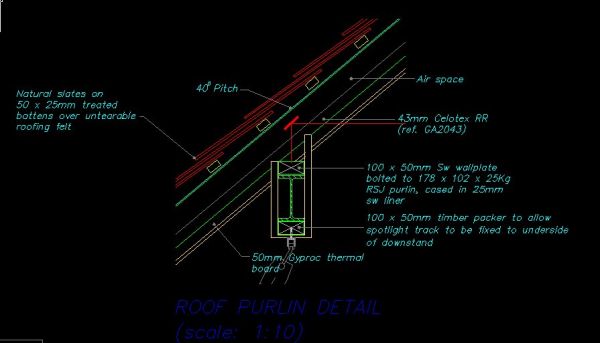 Natural slates on
50 x 25mm treated
battens over untearable
roofing felt
40° Pitch
Air space
43mm Celotex RR
(ref. GA2043)
100 x 50mm Sw wallplate
bolted to 178 x 102 x 25Kg
RSJ purlin, cased in 25mm
sw liner
100 x 50mm timber packer to allow
spotlight track to be fixed to underside
of downstand
50mm Gyproc thermal
board
ROOF PURLIN DETAIL
(scale: 1:10)